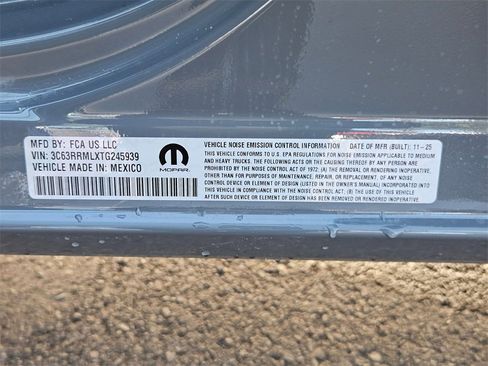 MFD BY: FCA US LLC
VIN: 3C63RRMLXTG245939
VEHICLE MADE IN: MEXICO
MOPAR
VEHICLE NOISE EMISSION CONTROL INFORMATION DATE OF MFR (BUILT): 11-25
THIS VEHICLE CONFORMS TO U.S. EPA REGULATIONS FOR NOISE EMISSION APPLICABLE TO MEDIUM
AND HEAVY TRUCKS. THE FOLLOWING ACTS OR THE CAUSING THEREOF BY ANY PERSON ARE
PROHIBITED BY THE NOISE CONTROL ACT OF 1972: (A) THE REMOVAL OR RENDERING INOPERATIVE,
OTHER THAN FOR PURPOSES OF MAINTENANCE, REPAIR, OR REPLACEMENT, OF ANY NOISE
CONTROL DEVICE OR ELEMENT OF DESIGN (LISTED IN THE OWNER'S MANUAL) INCORPORATED INTO
THIS VEHICLE IN COMPLIANCE WITH THE NOISE CONTROL ACT; (B) THE USE OF THIS VEHICLE
AFTER SUCH DEVICE OR ELEMENT OF DESIGN HAS BEEN REMOVED OR RENDERED INOPERATIVE.